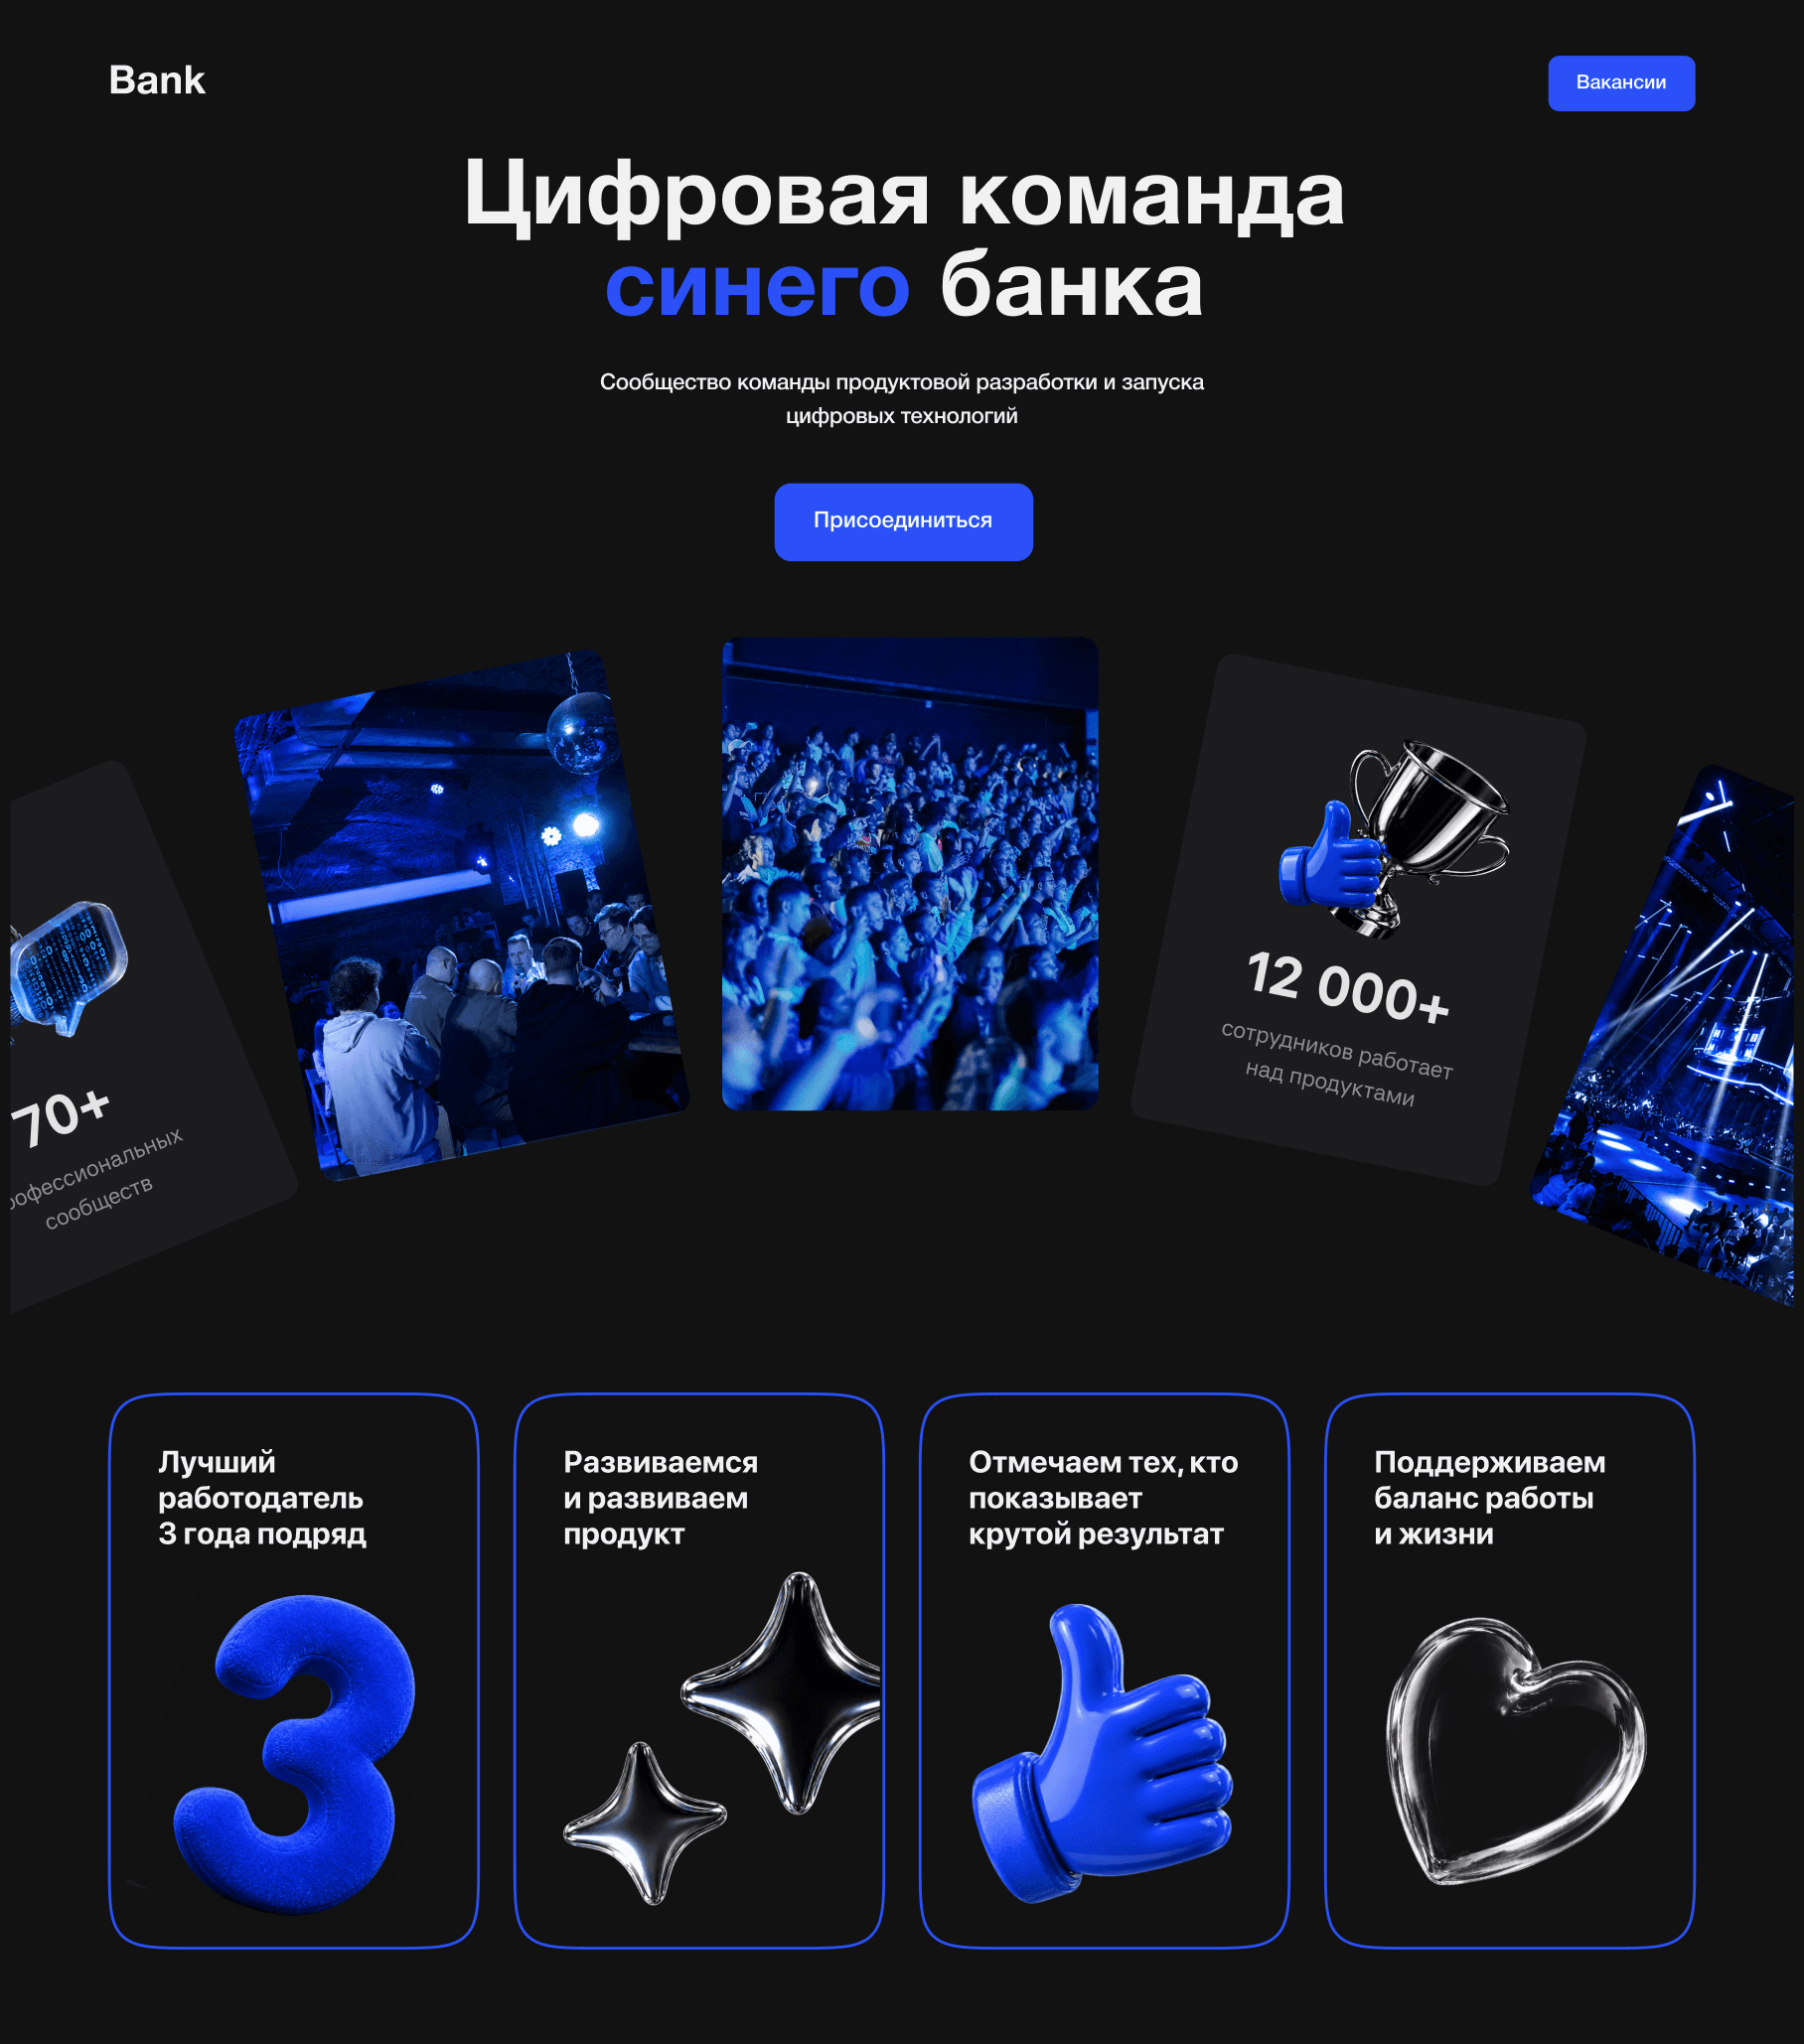 Bank
Вакансии
Цифровая команда
синего банка
Сообщество команды продуктовой разработки и запуска
цифровых технологий
Присоединиться
70+
сообществ
12 000+
сотрудников работает
над продуктами
Лучший
работодатель
3 года подряд
Развиваемся
и развиваем
продукт
Отмечаем тех, кто
показывает
крутой результат
Поддерживаем
баланс работы
и жизни